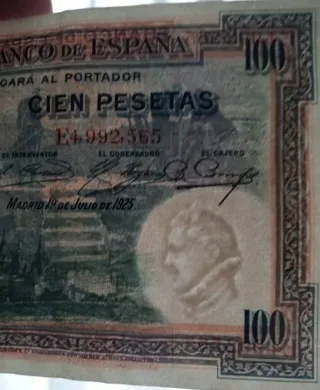 BANCO DE ESPAÑA 100
PAGARÁ AL PORTADOR
CIEN PESETAS
E4,992,565
EL INTERVENTOR EL GOBERNADOR EL CAJERO
MADRID 1º DE JULIO DE 1925.
100